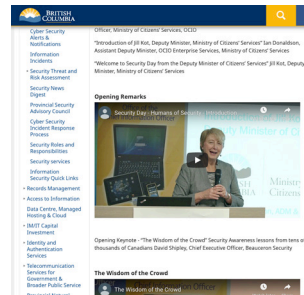 BRITISH
COLUMBIA
Cyber Security
Alerts &
Notifications
Information
Incidents
Security Threat and
Risk Assessment
Security News
Digest
Provincial Security
Advisory Council
Cyber Security
Incident Response
Process
Security Roles and
Responsibilities
Security services
Information
Security Quick Links
Records Management
Access to Information
Data Centre, Managed
Hosting & Cloud
IM/IT Capital
Investment
Identity and
Authentication
Services
Telecommunication
Services for
Government &
Broader Public Service
Officer, Ministry of Citizens' Services, OCIO
"Introduction of Jill Kot, Deputy Minister, Ministry of Citizens' Services" Ian Donaldson,
Assistant Deputy Minister, OCIO Enterprise Services, Ministry of Citizens' Services
"Welcome to Security Day from the Deputy Minister of Citizens' Services" Jill Kot, Deputy
Minister, Ministry of Citizens' Services
Opening Remarks
Security Day : Humans of Security
ty Minister of Ci
Ministry
Citizens
Opening Keynote - "The Wisdom of the Crowd" Security Awareness lessons from tens o
thousands of Canadians David Shipley, Chief Executive Officer, Beauceron Security
The Wisdom of the Crowd
The Wisdom of the Crowd